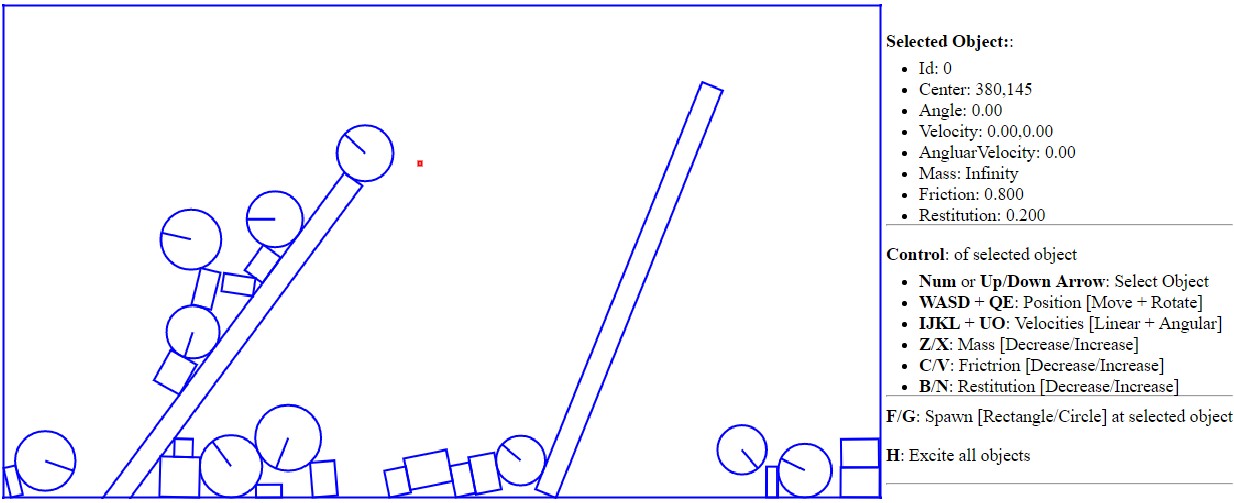 Selected Object::
Id: 0
Center: 380,145
Angle: 0.00
Velocity: 0.00,0.00
AngluarVelocity: 0.00
Mass: Infinity
Friction: 0.800
Restitution: 0.200
Control: of selected object
Num or Up/Down Arrow: Select Object
WASD + QE: Position [Move + Rotate]
IJKL + UO: Velocities [Linear + Angular]
Z/X: Mass [Decrease/Increase]
C/V: Frictrion [Decrease/Increase]
B/N: Restitution [Decrease/Increase]
F/G: Spawn [Rectangle/Circle] at selected object
H: Excite all objects